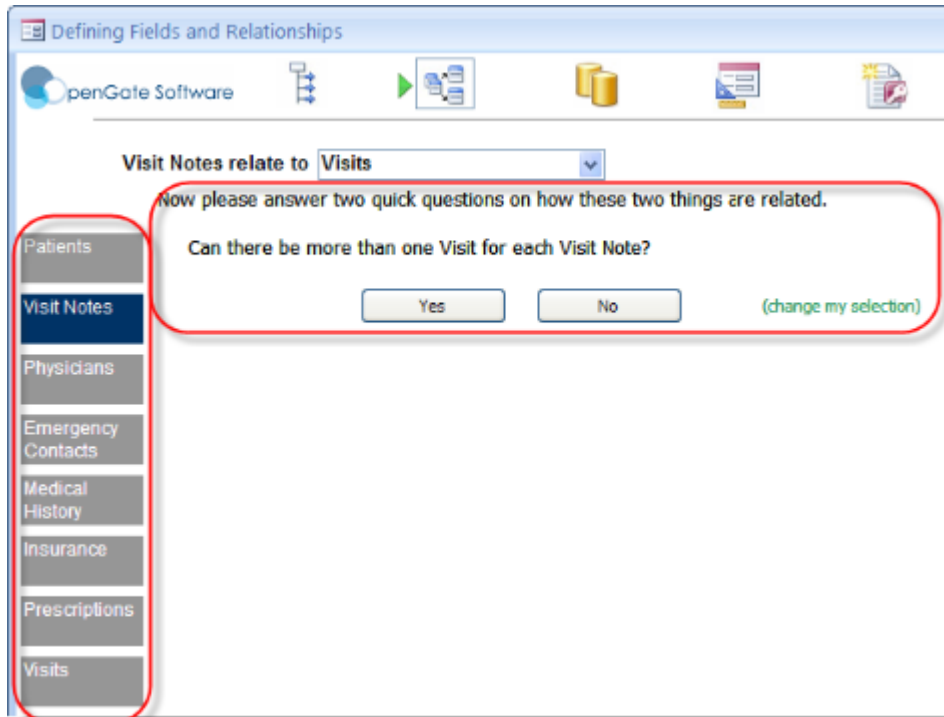 Defining Fields and Relationships
OpenGate Software
Visit Notes relate to Visits
Now please answer two quick questions on how these two things are related.
Can there be more than one Visit for each Visit Note?
Yes No (change my selection)
Patients
Visit Notes
Physicians
Emergency
Contacts
Medical
History
Insurance
Prescriptions
Visits